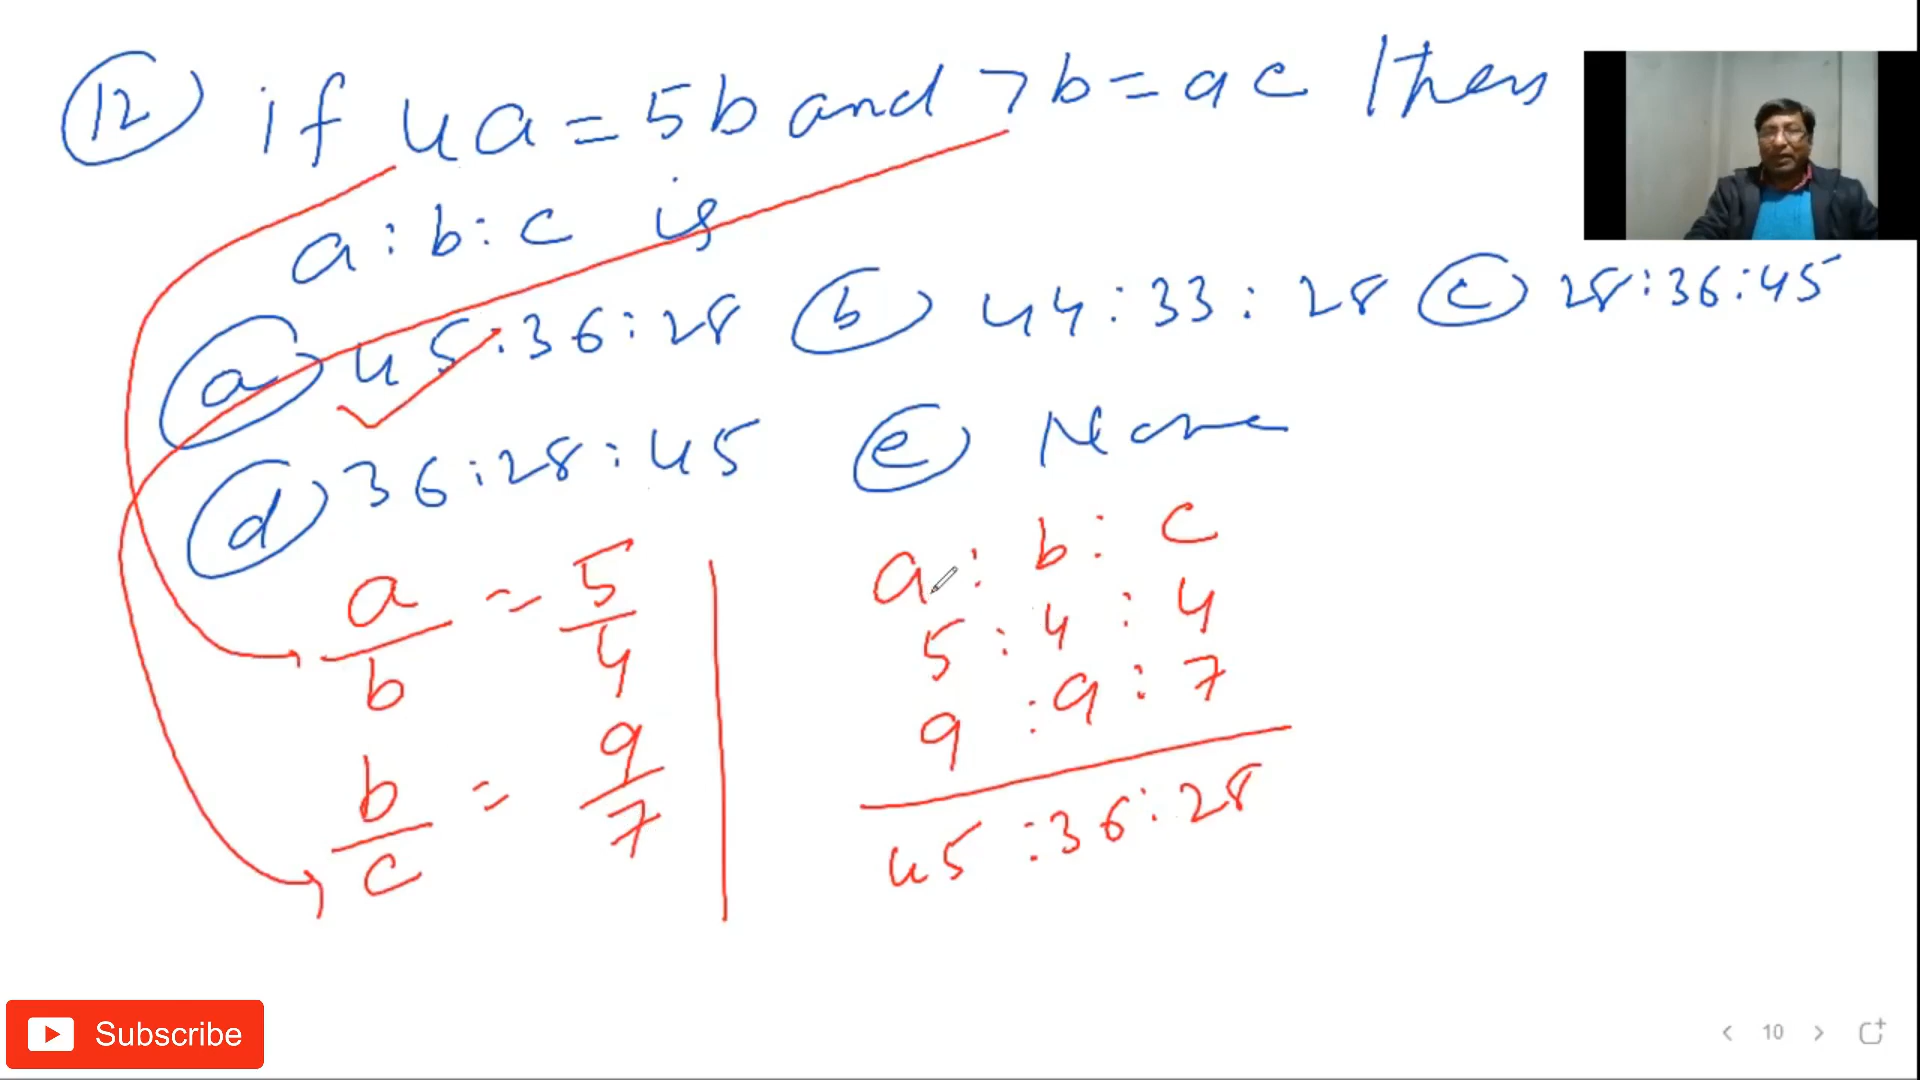 12 if 4a = 5b and 7b = 9c then
a : b : c is
a 45 : 36 : 28 b 44 : 33 : 28 c 28 : 36 : 45
d 36 : 28 : 45 e None
a/b = 5/4
b/c = 9/7
a : b : c
5 : 4 : 4
9 : 9 : 7
45 : 36 : 28
Subscribe
10